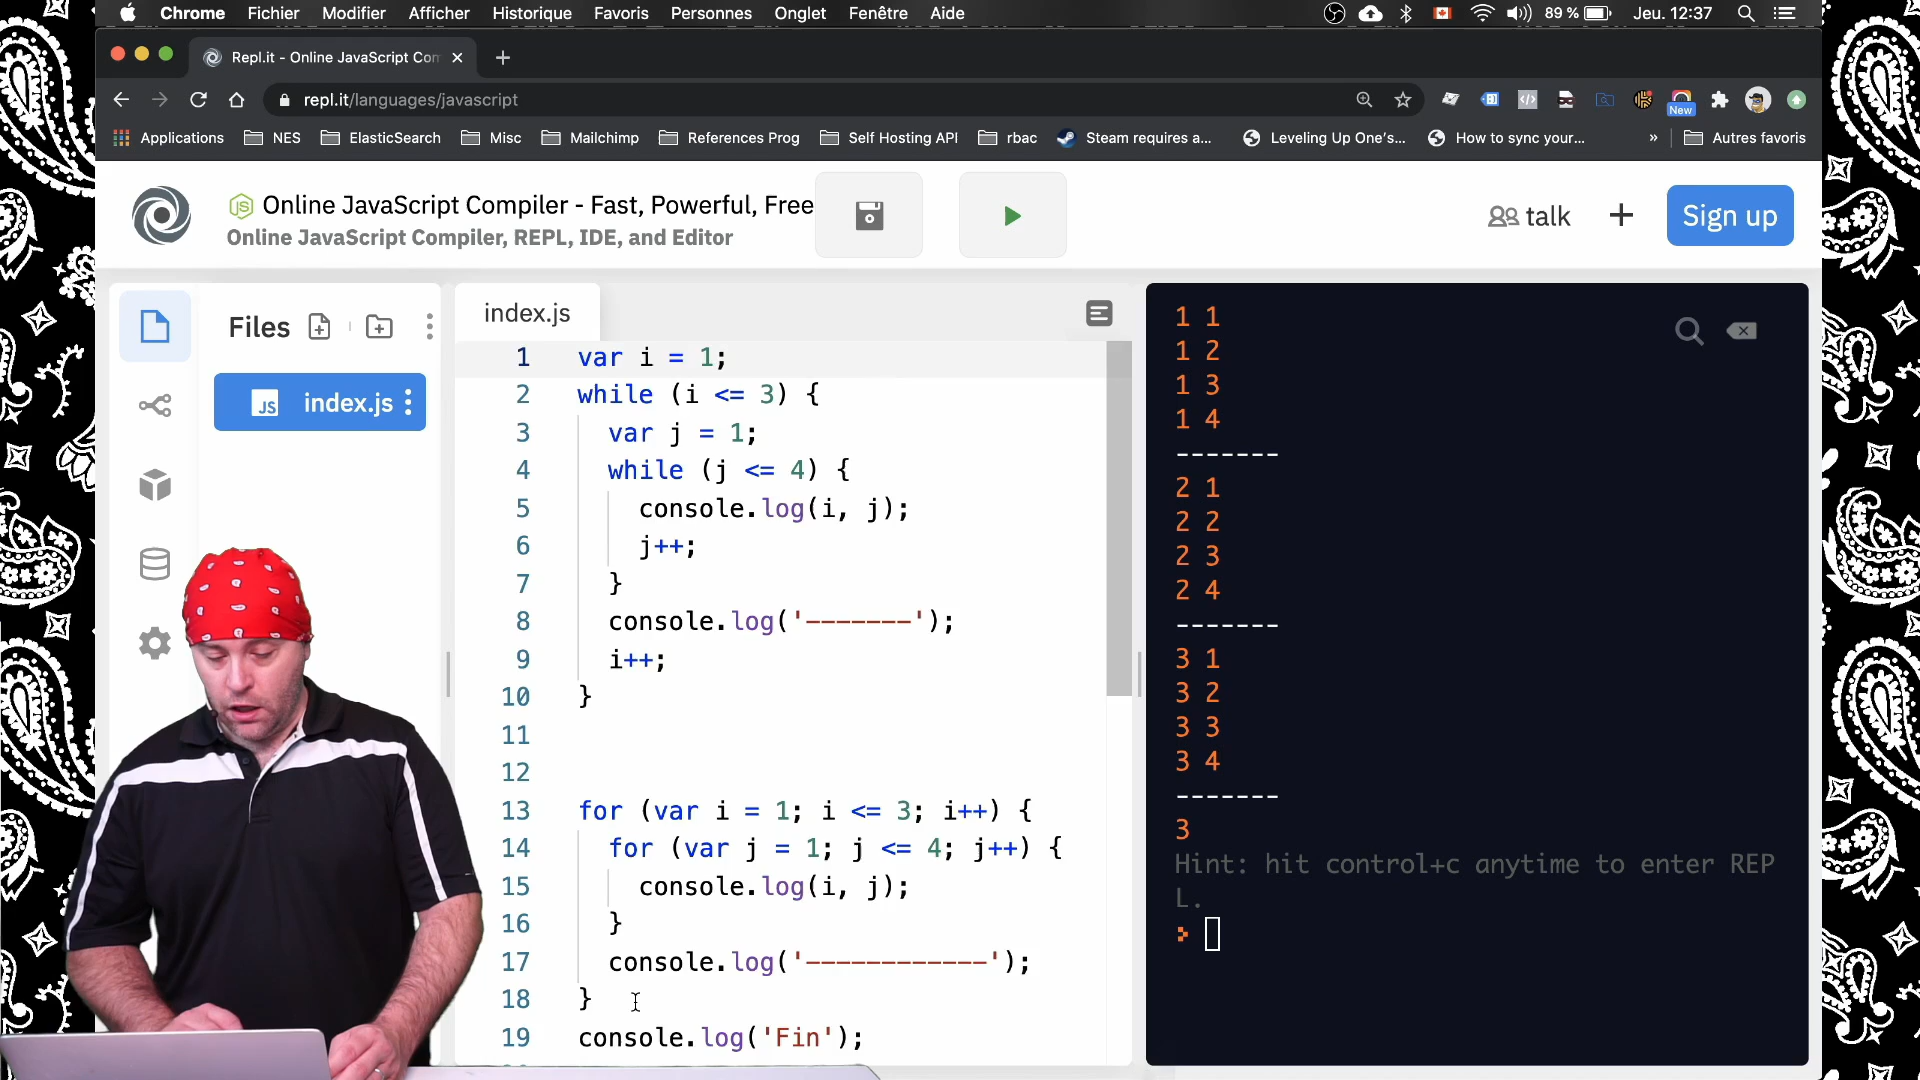 Chrome Fichier Modifier Afficher Historique Favoris Personnes Onglet Fenêtre Aide 89 % Jeu. 12:37
Repl.it - Online JavaScript Com
repl.it/languages/javascript
New
Applications NES ElasticSearch Misc Mailchimp References Prog Self Hosting API rbac Steam requires a... Leveling Up One's... How to sync your... » Autres favoris
Online JavaScript Compiler - Fast, Powerful, Free
Online JavaScript Compiler, REPL, IDE, and Editor
talk + Sign up
Files
JS index.js
index.js
1 var i = 1;
2 while (i <= 3) {
3 var j = 1;
4 while (j <= 4) {
5 console.log(i, j);
6 j++;
7 }
8 console.log('-------');
9 i++;
10 }
11
12
13 for (var i = 1; i <= 3; i++) {
14 for (var j = 1; j <= 4; j++) {
15 console.log(i, j);
16 }
17 console.log('------------');
18 }
19 console.log('Fin');
1 1
1 2
1 3
1 4
-------
2 1
2 2
2 3
2 4
-------
3 1
3 2
3 3
3 4
-------
3
Hint: hit control+c anytime to enter REP
L.